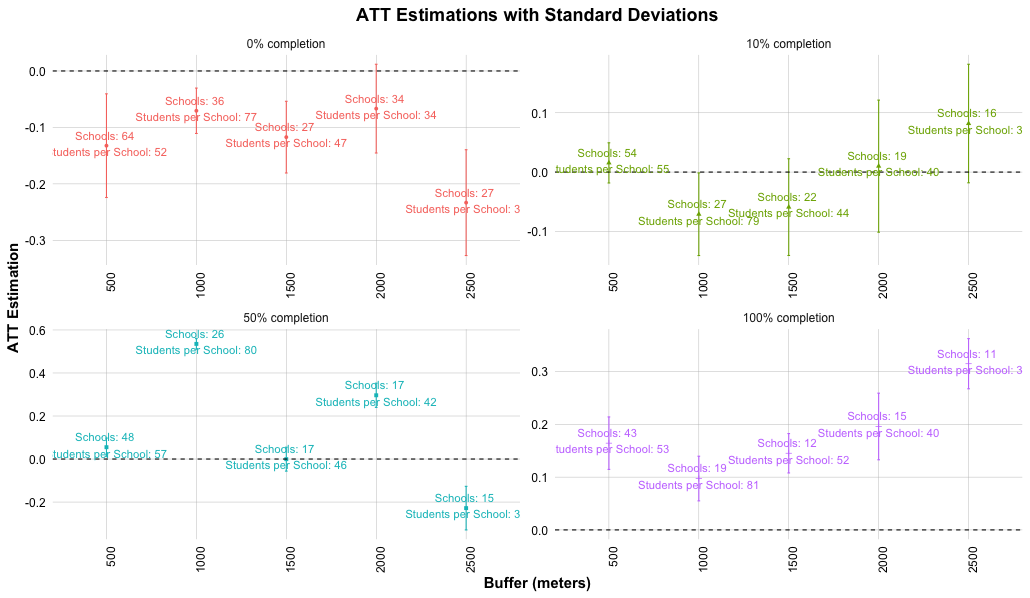 ATT Estimations with Standard Deviations
0% completion
10% completion
ATT Estimation
0.0
-0.1
-0.2
-0.3
Schools: 64
tudents per School: 52
Schools: 36
Students per School: 77
Schools: 27
Students per School: 47
Schools: 34
Students per School: 34
Schools: 27
Students per School: 3
500
1000
1500
2000
2500
0.1
0.0
-0.1
Schools: 54
tudents per School: 55
Schools: 27
Students per School: 79
Schools: 22
Students per School: 44
Schools: 19
Students per School: 40
Schools: 16
Students per School: 3
500
1000
1500
2000
2500
50% completion
100% completion
0.6
0.4
0.2
0.0
-0.2
Schools: 48
tudents per School: 57
Schools: 26
Students per School: 80
Schools: 17
Students per School: 46
Schools: 17
Students per School: 42
Schools: 15
Students per School: 3
500
1000
1500
2000
2500
0.3
0.2
0.1
0.0
Schools: 43
tudents per School: 53
Schools: 19
Students per School: 81
Schools: 12
Students per School: 52
Schools: 15
Students per School: 40
Schools: 11
Students per School: 3
500
1000
1500
2000
2500
Buffer (meters)